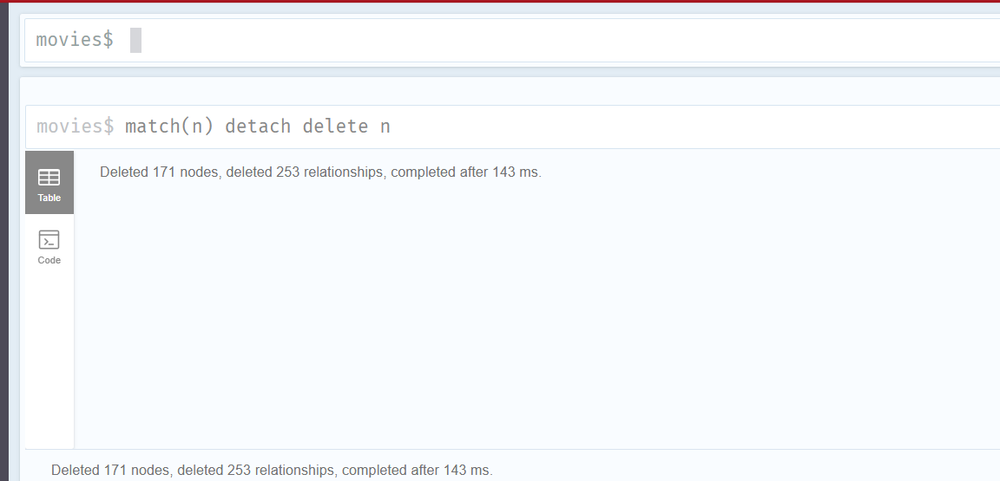 movies$
movies$ match(n) detach delete n
Table
Deleted 171 nodes, deleted 253 relationships, completed after 143 ms.
Code
Deleted 171 nodes, deleted 253 relationships, completed after 143 ms.